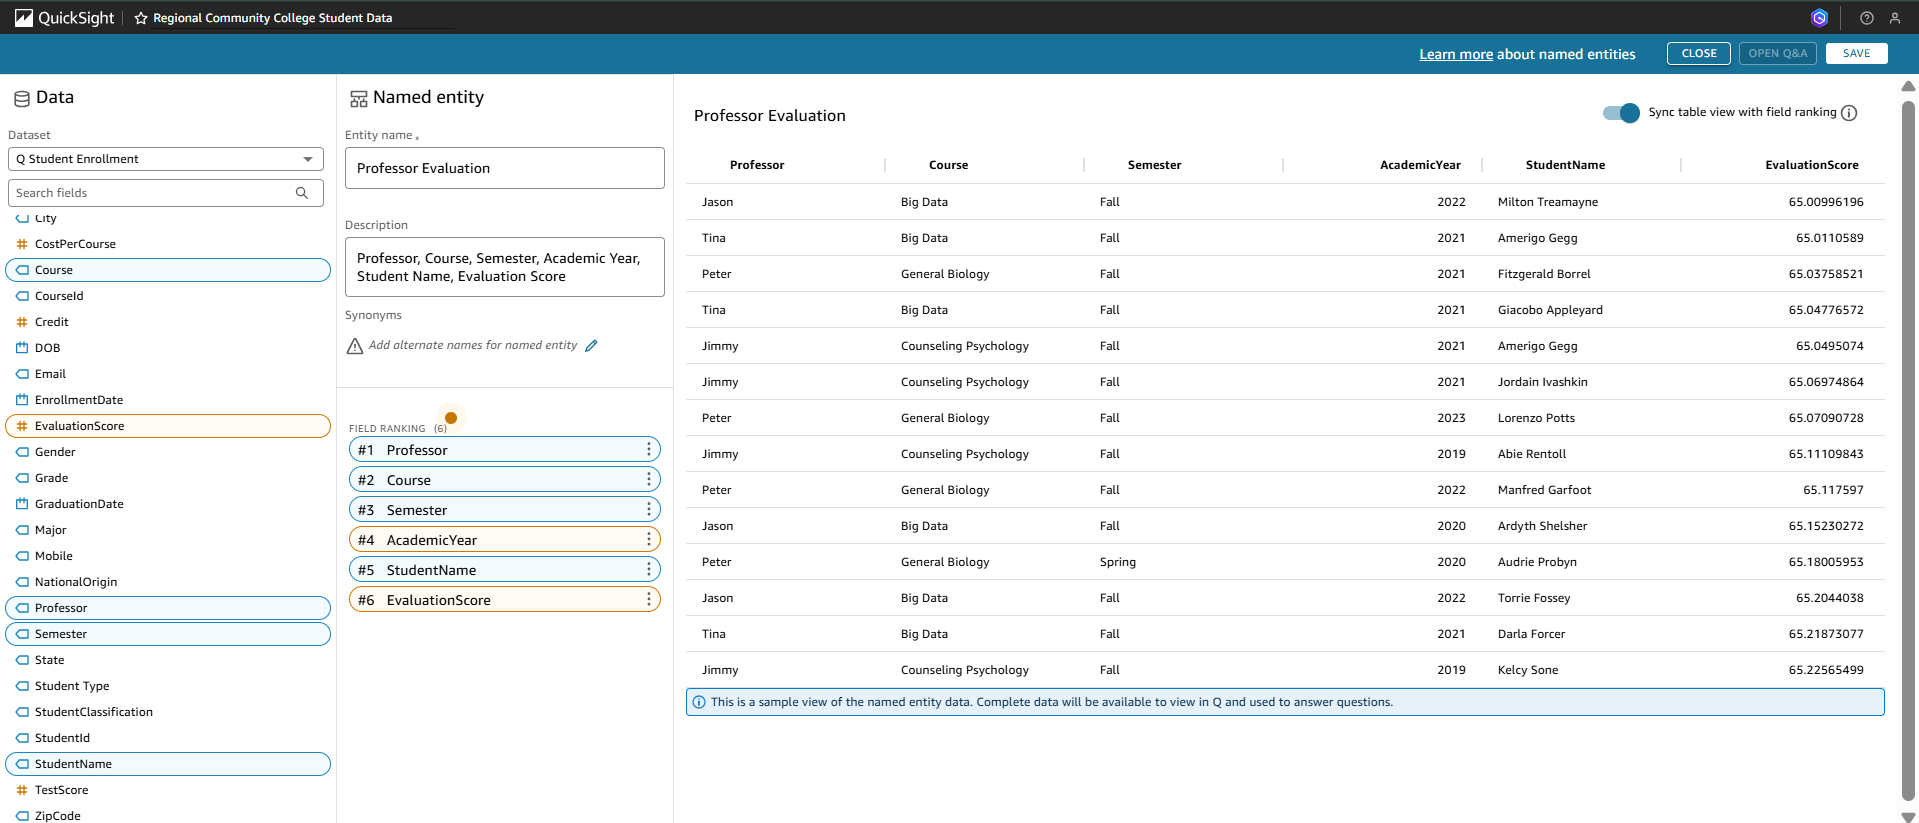 QuickSight
Regional Community College Student Data
Learn more about named entities
CLOSE
OPEN Q&A
SAVE
Data
Dataset
Q Student Enrollment
Search fields
City
CostPerCourse
Course
CourseId
Credit
DOB
Email
EnrollmentDate
EvaluationScore
Gender
Grade
GraduationDate
Major
Mobile
NationalOrigin
Professor
Semester
State
Student Type
StudentClassification
StudentId
StudentName
TestScore
ZipCode
Named entity
Entity name *
Professor Evaluation
Description
Professor, Course, Semester, Academic Year,
Student Name, Evaluation Score
Synonyms
Add alternate names for named entity
FIELD RANKING (6)
#1 Professor
#2 Course
#3 Semester
#4 AcademicYear
#5 StudentName
#6 EvaluationScore
Professor Evaluation
Sync table view with field ranking
Professor Course Semester AcademicYear StudentName EvaluationScore
Jason Big Data Fall 2022 Milton Treamayne 65.00996196
Tina Big Data Fall 2021 Amerigo Gegg 65.0110589
Peter General Biology Fall 2021 Fitzgerald Borrel 65.03758521
Tina Big Data Fall 2021 Giacobo Appleyard 65.04776572
Jimmy Counseling Psychology Fall 2021 Amerigo Gegg 65.0495074
Jimmy Counseling Psychology Fall 2021 Jordain Ivashkin 65.06974864
Peter General Biology Fall 2023 Lorenzo Potts 65.07090728
Jimmy Counseling Psychology Fall 2019 Abie Rentoll 65.11109843
Peter General Biology Fall 2022 Manfred Garfoot 65.117597
Jason Big Data Fall 2020 Ardyth Shelsher 65.15230272
Peter General Biology Spring 2020 Audrie Probyn 65.18005953
Jason Big Data Fall 2022 Torrie Fossey 65.2044038
Tina Big Data Fall 2021 Darla Forcer 65.21873077
Jimmy Counseling Psychology Fall 2019 Kelcy Sone 65.22565499
This is a sample view of the named entity data. Complete data will be available to view in Q and used to answer questions.